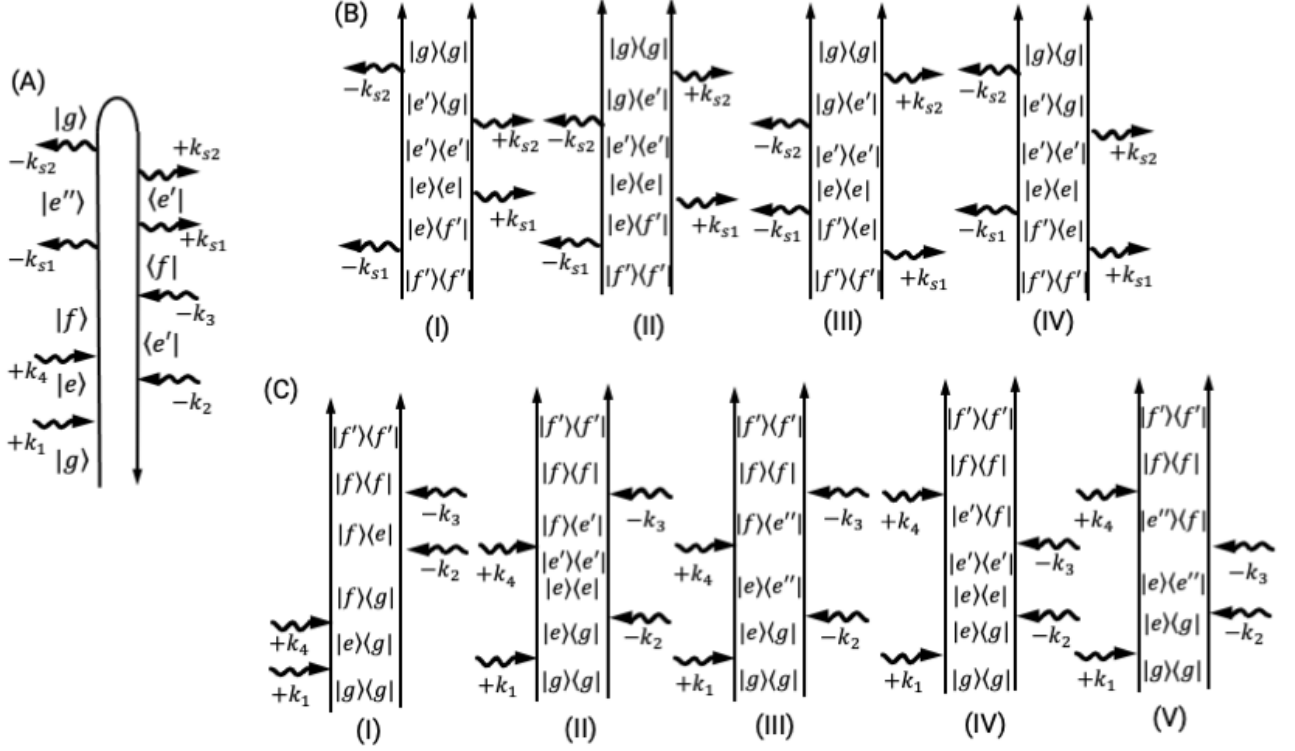 (A)
|g⟩
−k_{s2}
+k_{s2}
|e''⟩
⟨e'|
+k_{s1}
−k_{s1}
⟨f|
−k_3
|f⟩
⟨e'|
+k_4
|e⟩
−k_2
+k_1
|g⟩
(B)
|g⟩⟨g|
−k_{s2}
|e'⟩⟨g|
+k_{s2}
|e'⟩⟨e'|
|e⟩⟨e|
+k_{s1}
|e⟩⟨f'|
−k_{s1}
|f'⟩⟨f'|
(I)
|g⟩⟨g|
+k_{s2}
|g⟩⟨e'|
−k_{s2}
|e'⟩⟨e'|
|e⟩⟨e|
+k_{s1}
|e⟩⟨f'|
−k_{s1}
|f'⟩⟨f'|
(II)
|g⟩⟨g|
+k_{s2}
|g⟩⟨e'|
−k_{s2}
|e'⟩⟨e'|
|e⟩⟨e|
−k_{s1}
|f'⟩⟨e|
+k_{s1}
|f'⟩⟨f'|
(III)
|g⟩⟨g|
−k_{s2}
|e'⟩⟨g|
+k_{s2}
|e'⟩⟨e'|
|e⟩⟨e|
−k_{s1}
|f'⟩⟨e|
+k_{s1}
|f'⟩⟨f'|
(IV)
(C)
|f'⟩⟨f'|
|f⟩⟨f|
−k_3
|f⟩⟨e|
−k_2
|f⟩⟨g|
+k_4
|e⟩⟨g|
+k_1
|g⟩⟨g|
(I)
|f'⟩⟨f'|
|f⟩⟨f|
−k_3
|f⟩⟨e'|
+k_4
|e'⟩⟨e'|
|e⟩⟨e|
−k_2
|e⟩⟨g|
+k_1
|g⟩⟨g|
(II)
|f'⟩⟨f'|
|f⟩⟨f|
−k_3
|f⟩⟨e''|
+k_4
|e⟩⟨e''|
−k_2
|e⟩⟨g|
+k_1
|g⟩⟨g|
(III)
|f'⟩⟨f'|
|f⟩⟨f|
+k_4
|e'⟩⟨f|
−k_3
|e'⟩⟨e'|
|e⟩⟨e|
−k_2
|e⟩⟨g|
+k_1
|g⟩⟨g|
(IV)
|f'⟩⟨f'|
|f⟩⟨f|
+k_4
|e''⟩⟨f|
−k_3
|e⟩⟨e''|
−k_2
|e⟩⟨g|
+k_1
|g⟩⟨g|
(V)